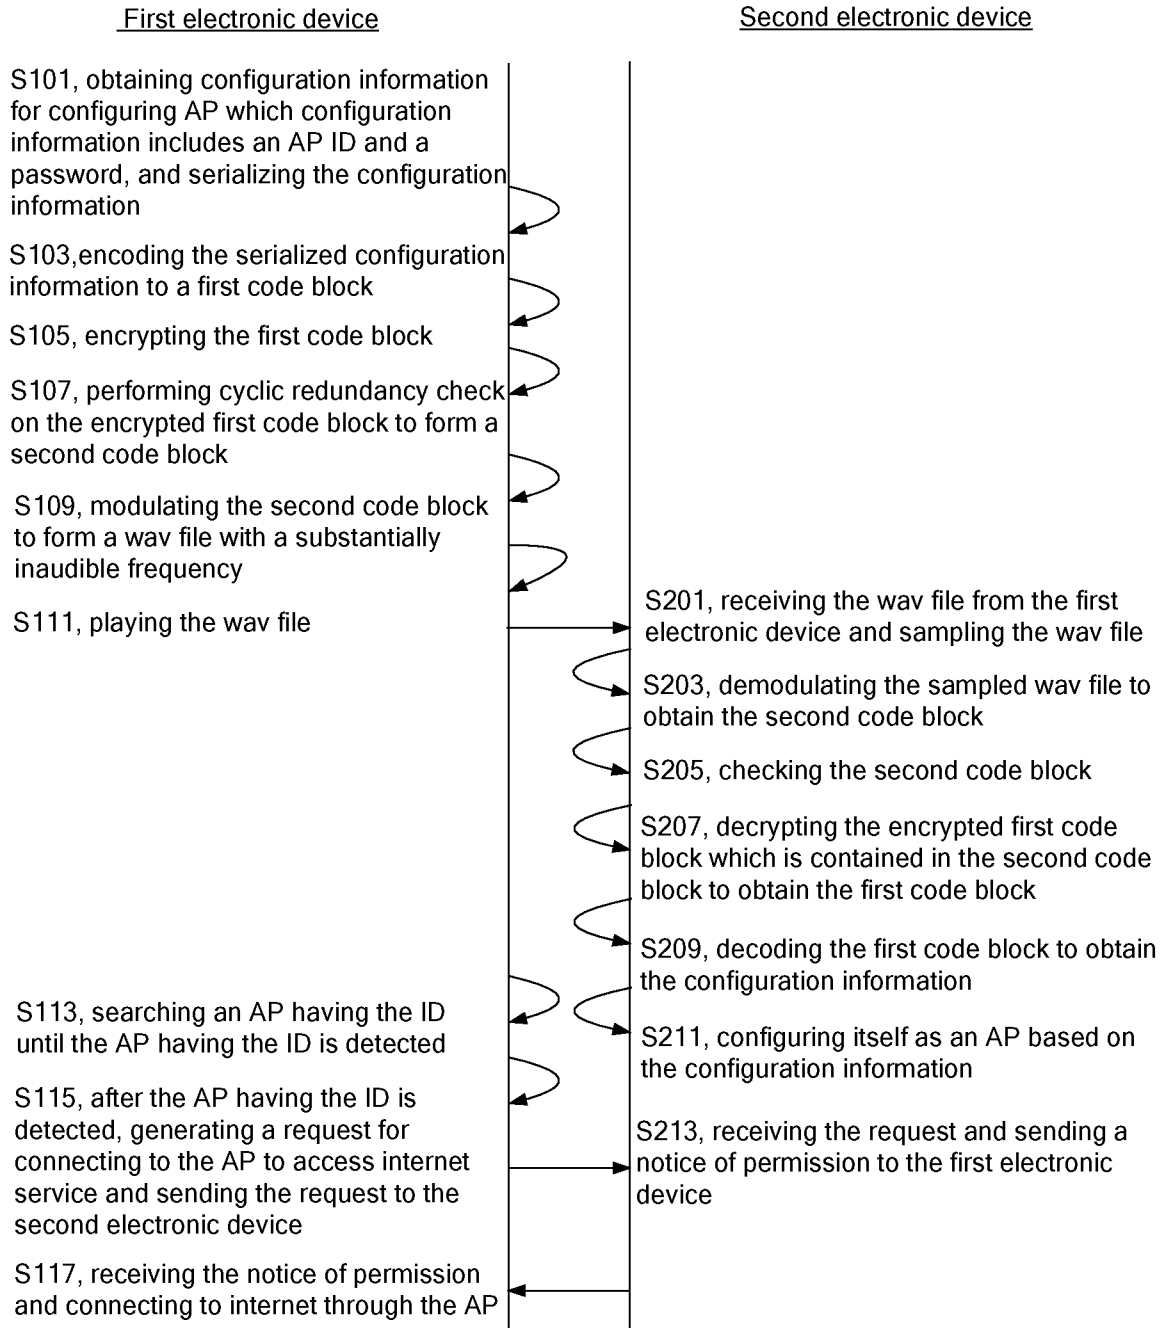 First electronic device
Second electronic device
S101, obtaining configuration information
for configuring AP which configuration
information includes an AP ID and a
password, and serializing the configuration
information
S103,encoding the serialized configuration
information to a first code block
S105, encrypting the first code block
S107, performing cyclic redundancy check
on the encrypted first code block to form a
second code block
S109, modulating the second code block
to form a wav file with a substantially
inaudible frequency
S111, playing the wav file
S201, receiving the wav file from the first
electronic device and sampling the wav file
S203, demodulating the sampled wav file to
obtain the second code block
S205, checking the second code block
S207, decrypting the encrypted first code
block which is contained in the second code
block to obtain the first code block
S209, decoding the first code block to obtain
the configuration information
S113, searching an AP having the ID
until the AP having the ID is detected
S211, configuring itself as an AP based on
the configuration information
S115, after the AP having the ID is
detected, generating a request for
connecting to the AP to access internet
service and sending the request to the
second electronic device
S213, receiving the request and sending a
notice of permission to the first electronic
device
S117, receiving the notice of permission
and connecting to internet through the AP